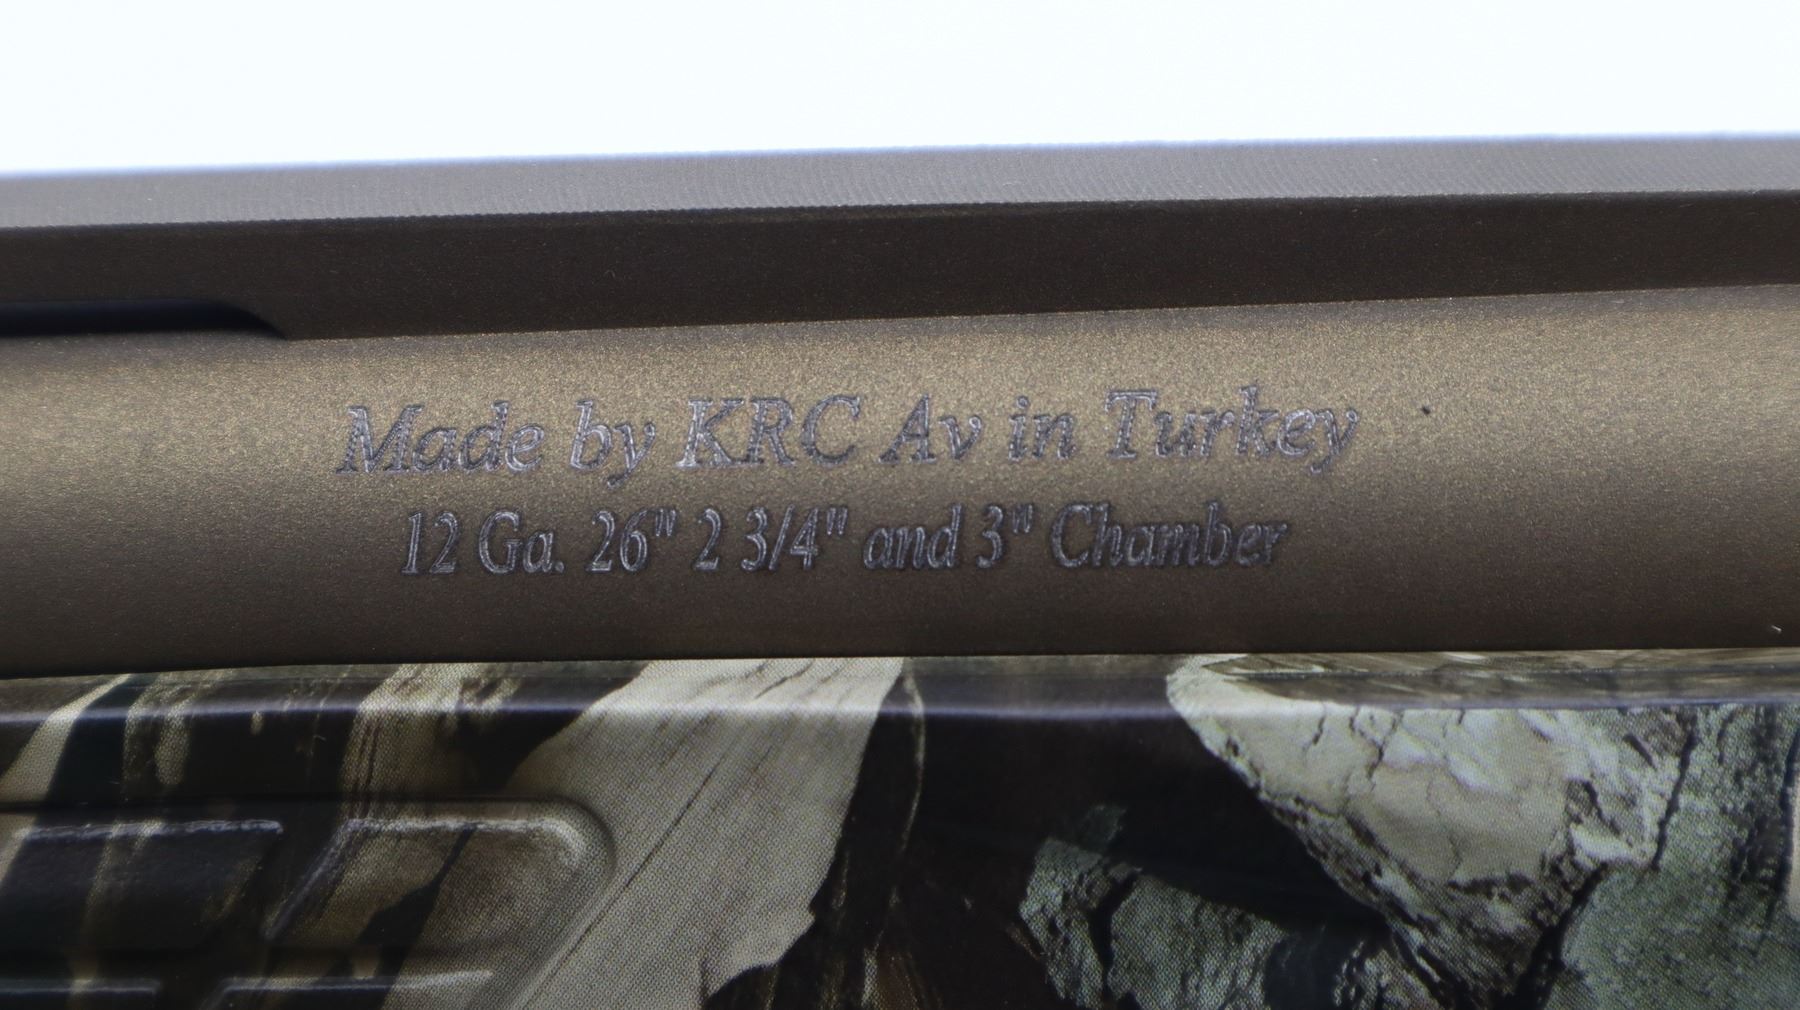 Made by KRC Av in Turkey
12 Ga. 26" 2 3/4" and 3" Chamber